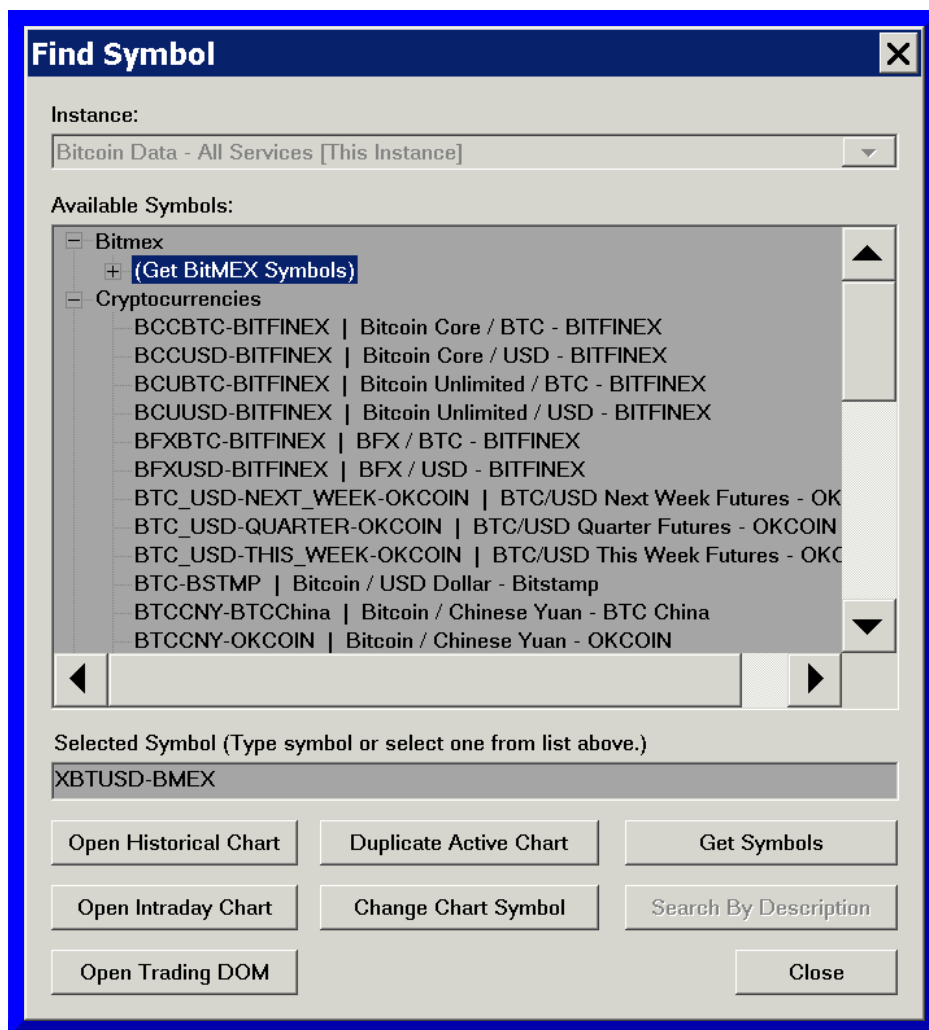 Find Symbol
Instance:
Bitcoin Data - All Services [This Instance]
Available Symbols:
Bitmex
(Get BitMEX Symbols)
Cryptocurrencies
BCCBTC-BITFINEX | Bitcoin Core / BTC - BITFINEX
BCCUSD-BITFINEX | Bitcoin Core / USD - BITFINEX
BCUBTC-BITFINEX | Bitcoin Unlimited / BTC - BITFINEX
BCUUSD-BITFINEX | Bitcoin Unlimited / USD - BITFINEX
BFXBTC-BITFINEX | BFX / BTC - BITFINEX
BFXUSD-BITFINEX | BFX / USD - BITFINEX
BTC_USD-NEXT_WEEK-OKCOIN | BTC/USD Next Week Futures - OK
BTC_USD-QUARTER-OKCOIN | BTC/USD Quarter Futures - OKCOIN
BTC_USD-THIS_WEEK-OKCOIN | BTC/USD This Week Futures - OKC
BTC-BSTMP | Bitcoin / USD Dollar - Bitstamp
BTCCNY-BTCChina | Bitcoin / Chinese Yuan - BTC China
BTCCNY-OKCOIN | Bitcoin / Chinese Yuan - OKCOIN
Selected Symbol (Type symbol or select one from list above.)
XBTUSD-BMEX
Open Historical Chart Duplicate Active Chart Get Symbols
Open Intraday Chart Change Chart Symbol Search By Description
Open Trading DOM Close